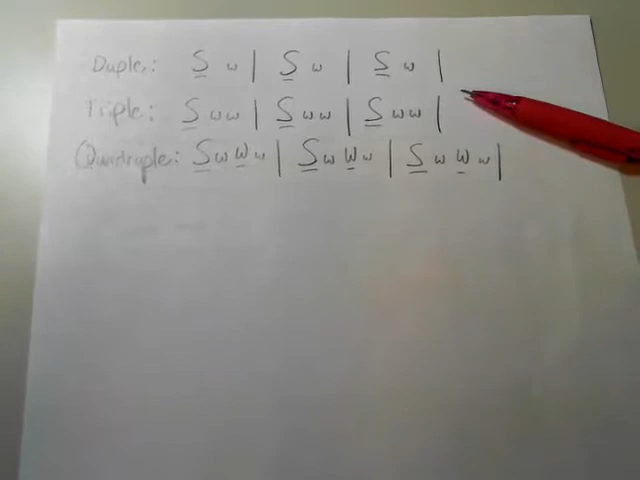 Duple: S w | S w | S w |
Triple: S w w | S w w | S w w |
Quadruple: S w W w | S w W w | S w W w |